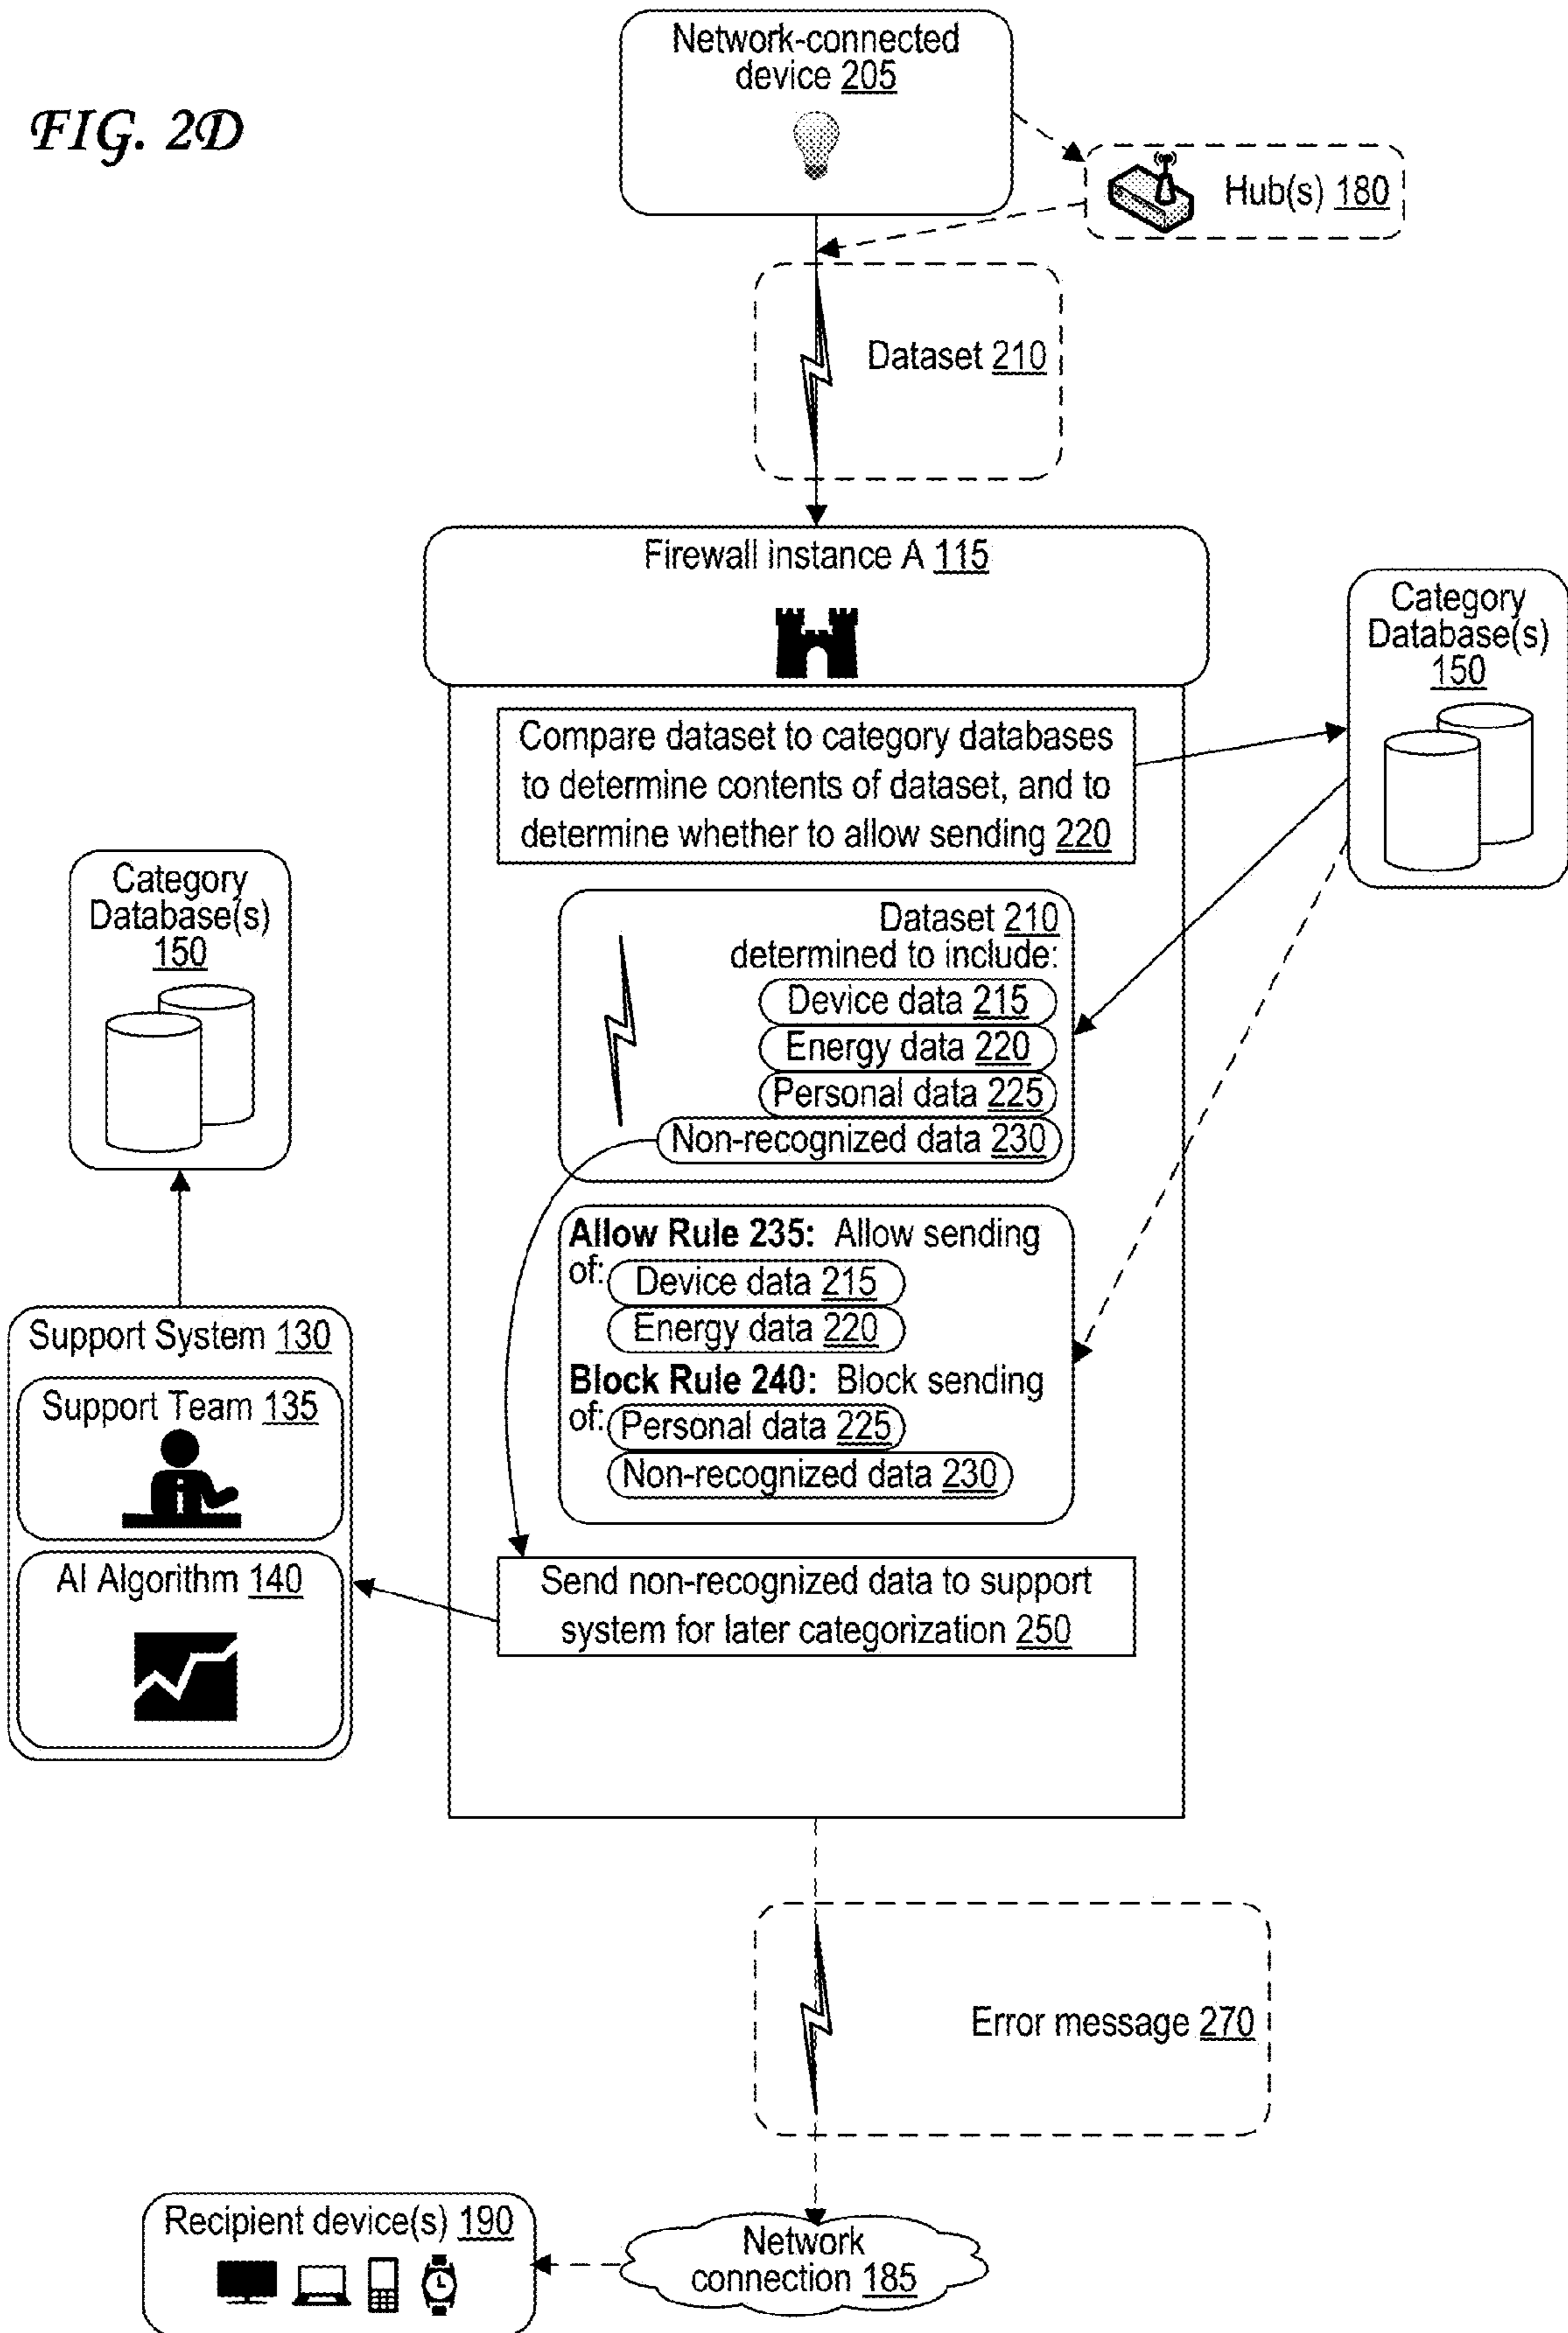 FIG. 2D
Network-connected
device 205
Hub(s) 180
Dataset 210
Firewall instance A 115
Category
Database(s)
150
Compare dataset to category databases
to determine contents of dataset, and to
determine whether to allow sending 220
Category
Database(s)
150
Dataset 210
determined to include:
Device data 215
Energy data 220
Personal data 225
Non-recognized data 230
Allow Rule 235: Allow sending
of: Device data 215
Energy data 220
Block Rule 240: Block sending
of: Personal data 225
Non-recognized data 230
Support System 130
Support Team 135
AI Algorithm 140
Send non-recognized data to support
system for later categorization 250
Error message 270
Recipient device(s) 190
Network
connection 185